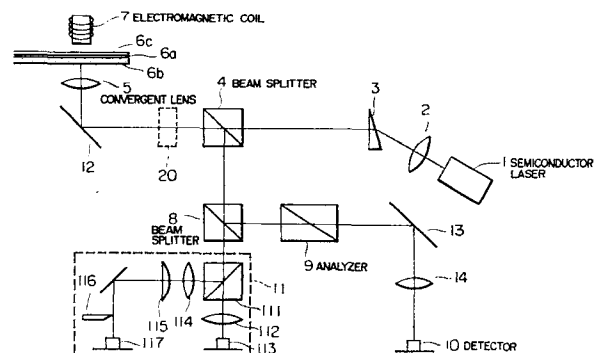 7 ELECTROMAGNETIC COIL
6c
6a
6b
5
CONVERGENT LENS
4 BEAM SPLITTER
3
2
1 SEMICONDUCTOR LASER
12
20
8 BEAM SPLITTER
13
9 ANALYZER
14
116
11
115
114
111
112
117
113
10 DETECTOR